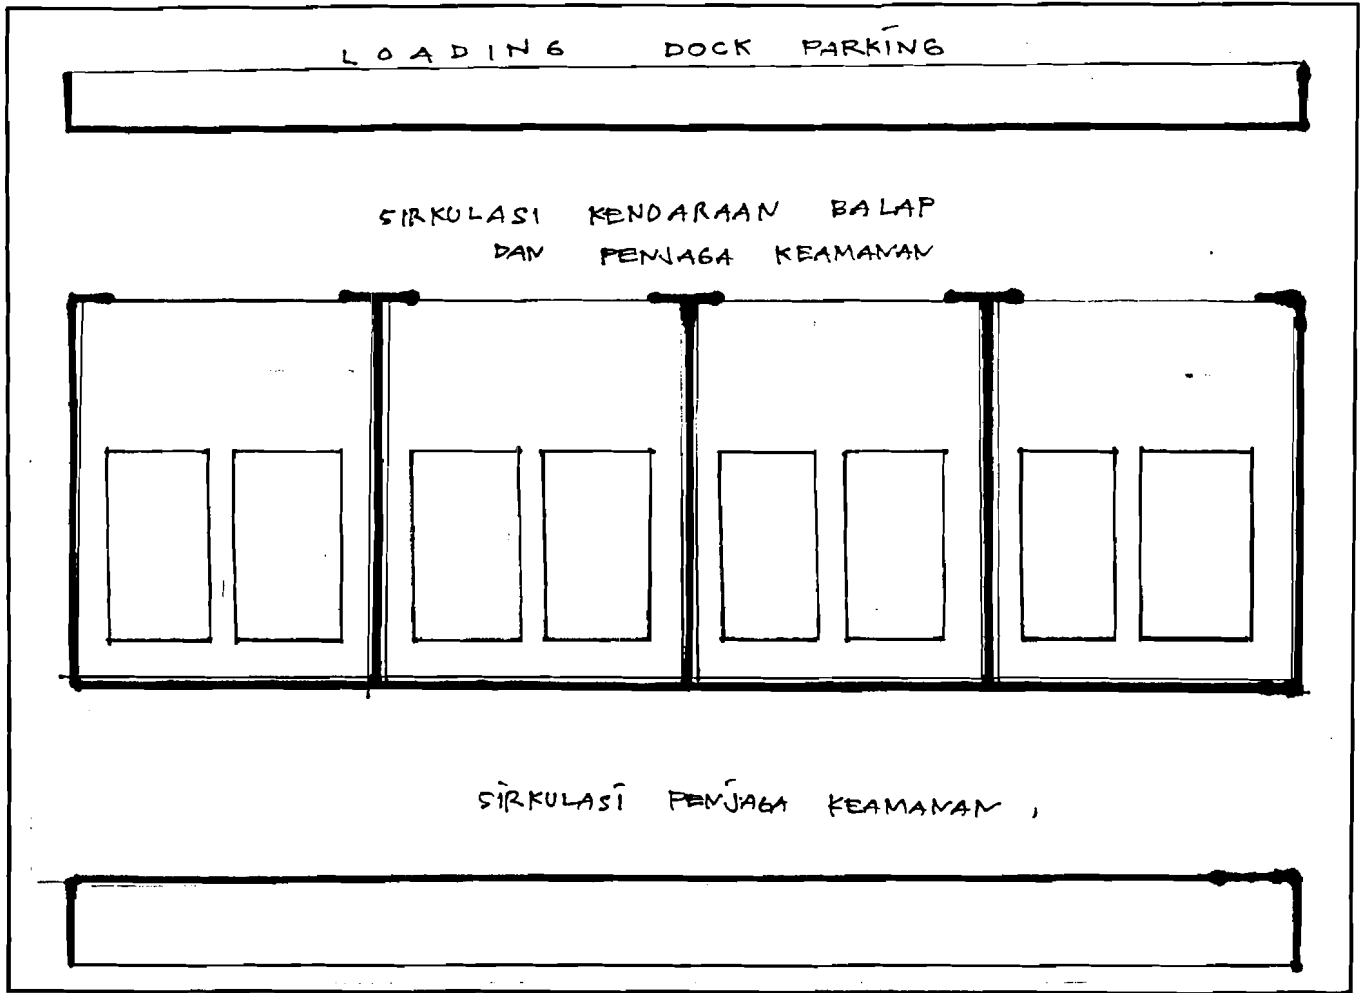 LOADING DOCK PARKING
SIRKULASI KENDARAAN BALAP
DAN PENJAGA KEAMANAN
SIRKULASI PENJAGA KEAMANAN,